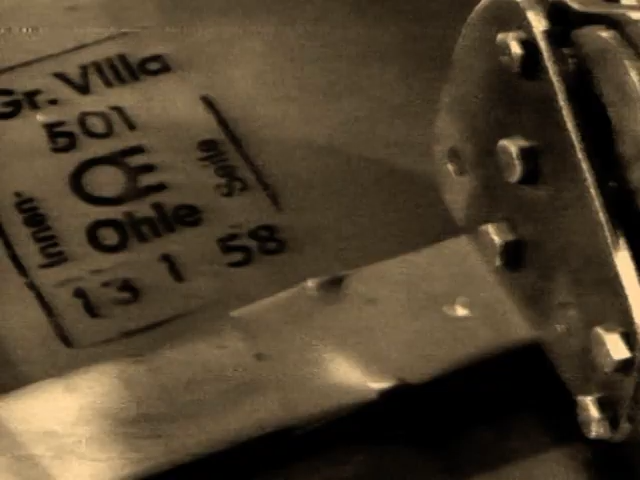 Gr. VIIIa
501
Œ
Seite
Ohle
innen
13 1 58